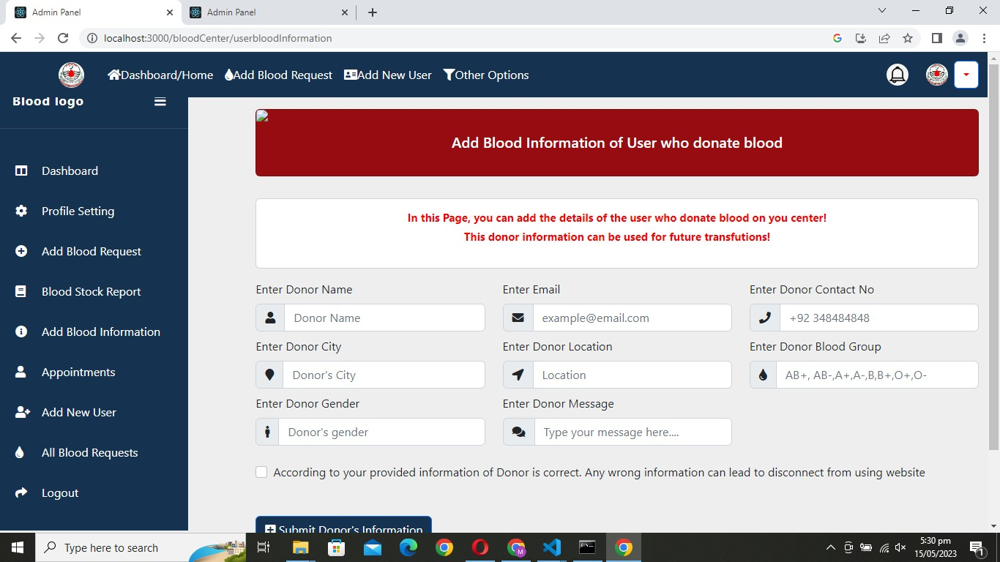 Admin Panel
Admin Panel
localhost:3000/bloodCenter/userbloodInformation
Dashboard/Home Add Blood Request Add New User Other Options
Blood logo
Dashboard
Profile Setting
Add Blood Request
Blood Stock Report
Add Blood Information
Appointments
Add New User
All Blood Requests
Logout
Add Blood Information of User who donate blood
In this Page, you can add the details of the user who donate blood on you center!
This donor information can be used for future transfutions!
Enter Donor Name Enter Email Enter Donor Contact No
Donor Name example@email.com +92 348484848
Enter Donor City Enter Donor Location Enter Donor Blood Group
Donor's City Location AB+, AB-,A+,A-,B,B+,O+,O-
Enter Donor Gender Enter Donor Message
Donor's gender Type your message here....
According to your provided information of Donor is correct. Any wrong information can lead to disconnect from using website
Submit Donor's Information
Type here to search
5:30 pm
15/05/2023
1